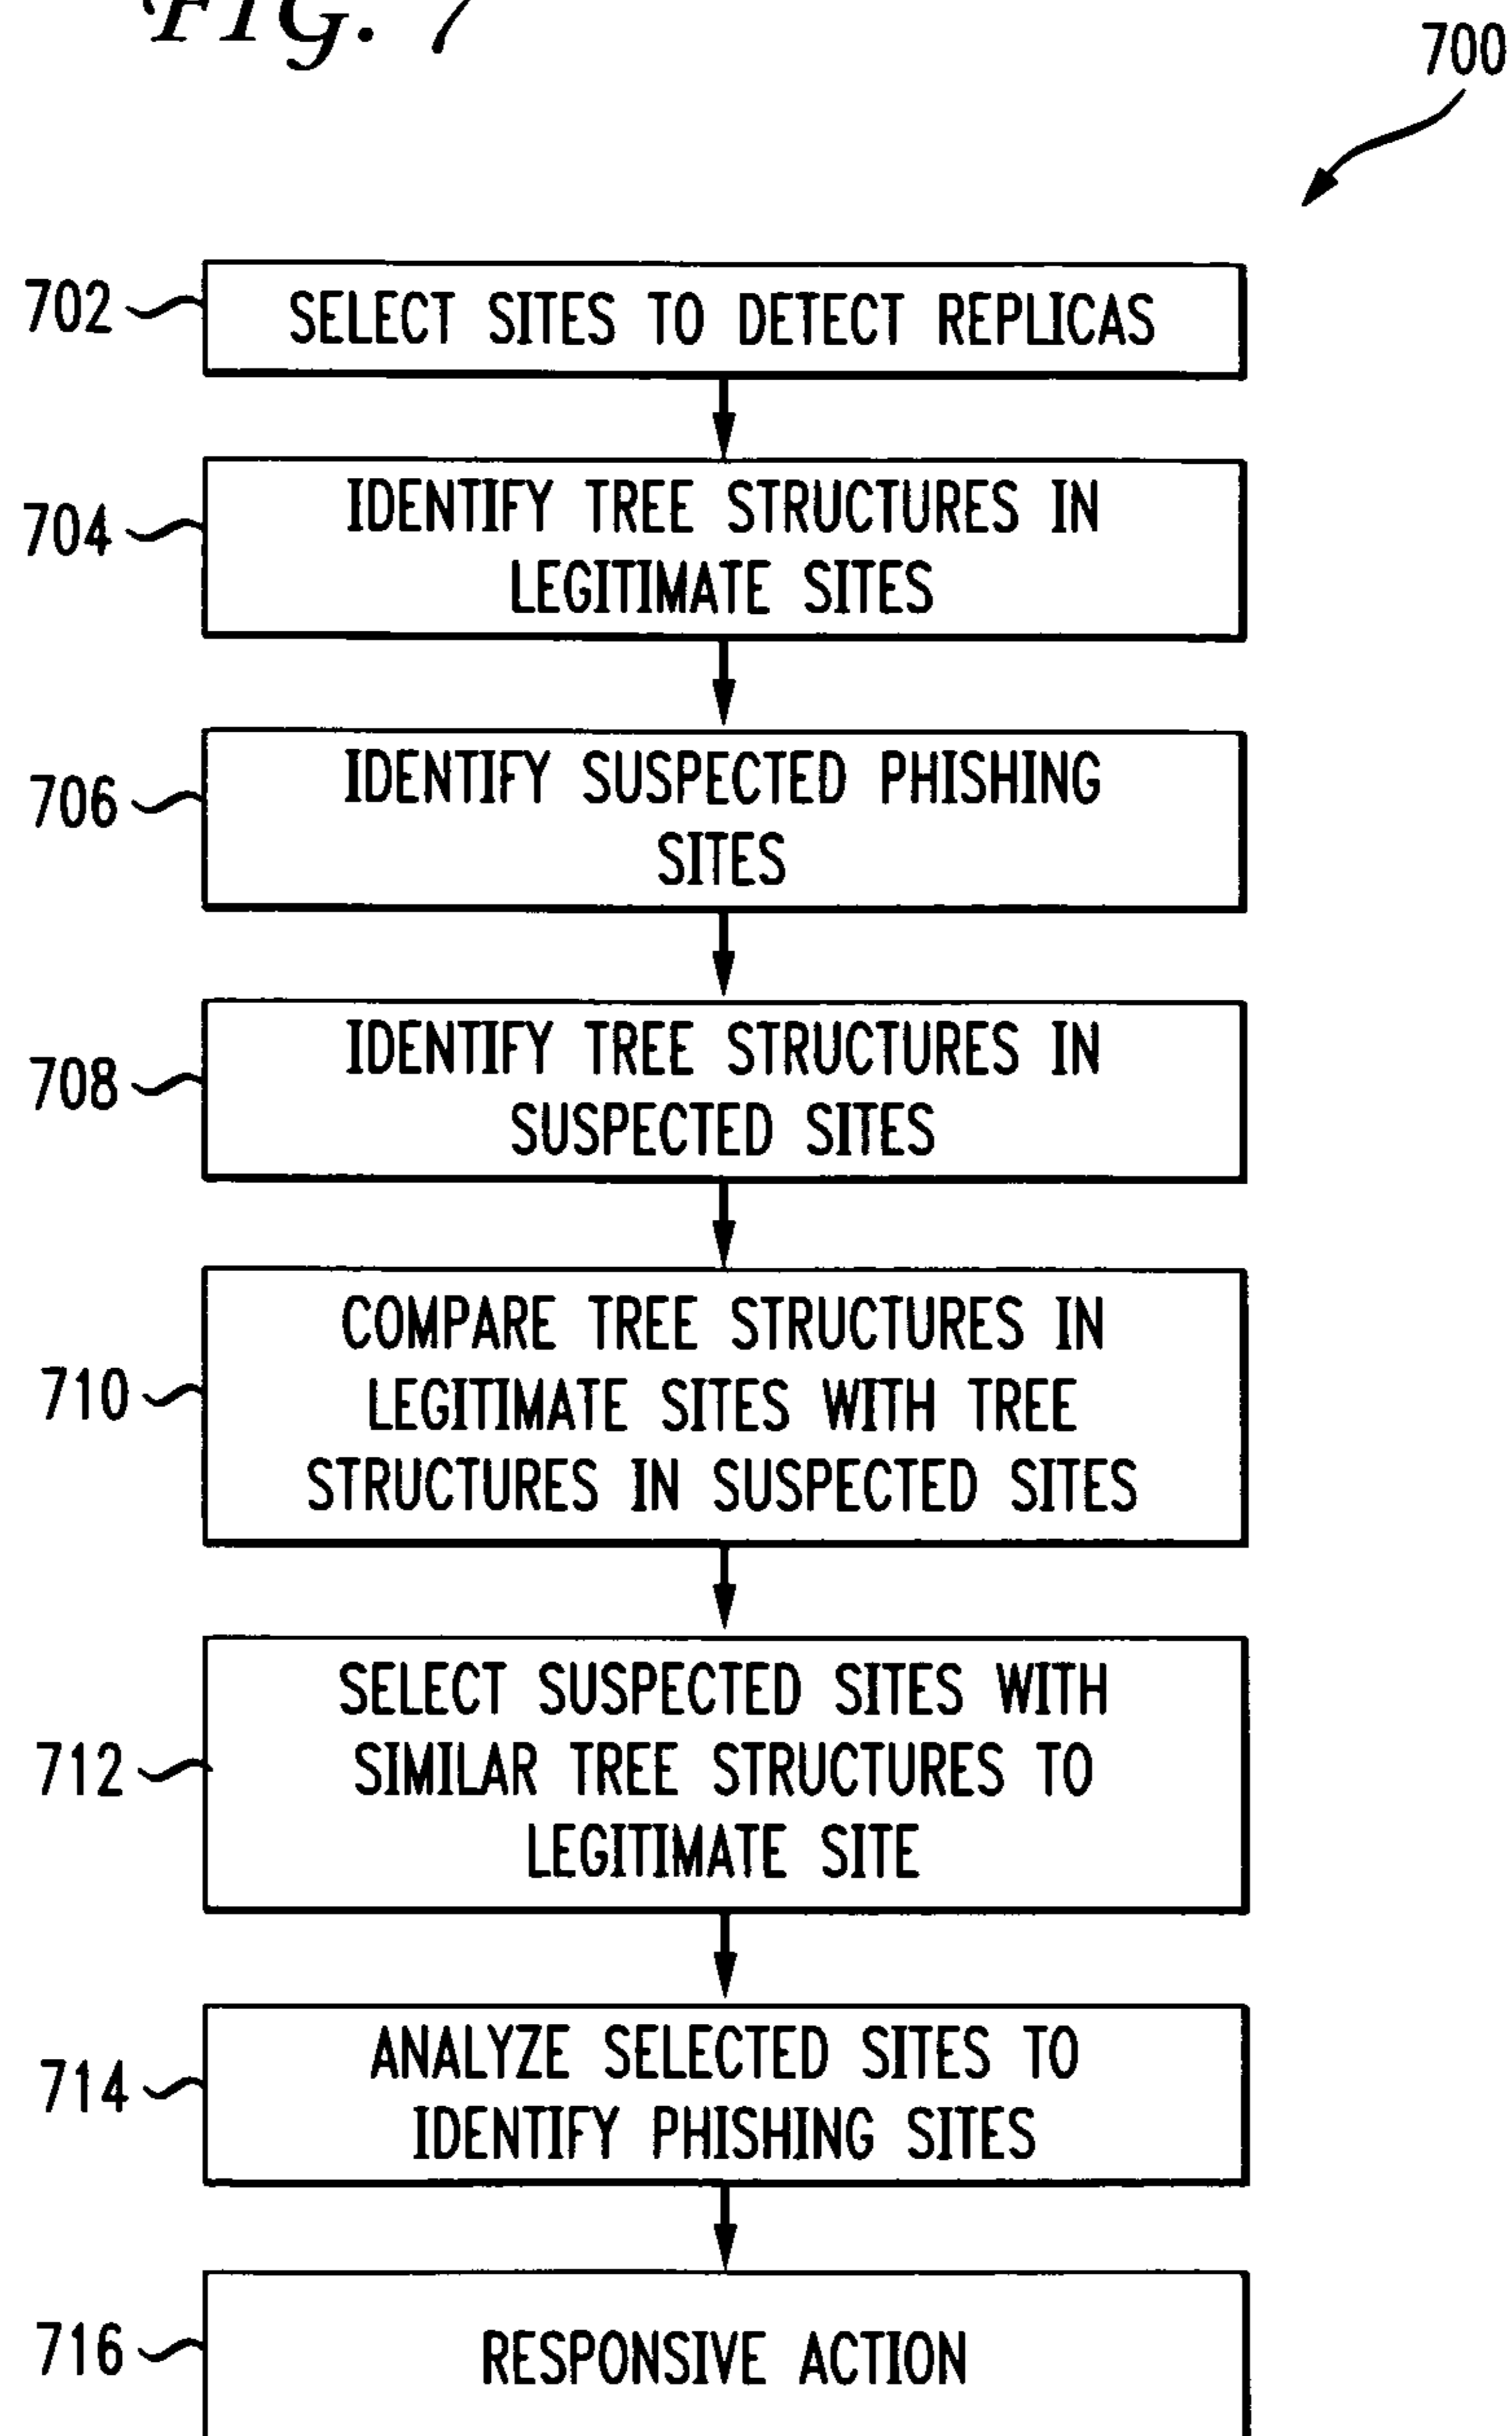 FIG. 7
700
702
SELECT SITES TO DETECT REPLICAS
704
IDENTIFY TREE STRUCTURES IN
LEGITIMATE SITES
706
IDENTIFY SUSPECTED PHISHING
SITES
708
IDENTIFY TREE STRUCTURES IN
SUSPECTED SITES
710
COMPARE TREE STRUCTURES IN
LEGITIMATE SITES WITH TREE
STRUCTURES IN SUSPECTED SITES
712
SELECT SUSPECTED SITES WITH
SIMILAR TREE STRUCTURES TO
LEGITIMATE SITE
714
ANALYZE SELECTED SITES TO
IDENTIFY PHISHING SITES
716
RESPONSIVE ACTION